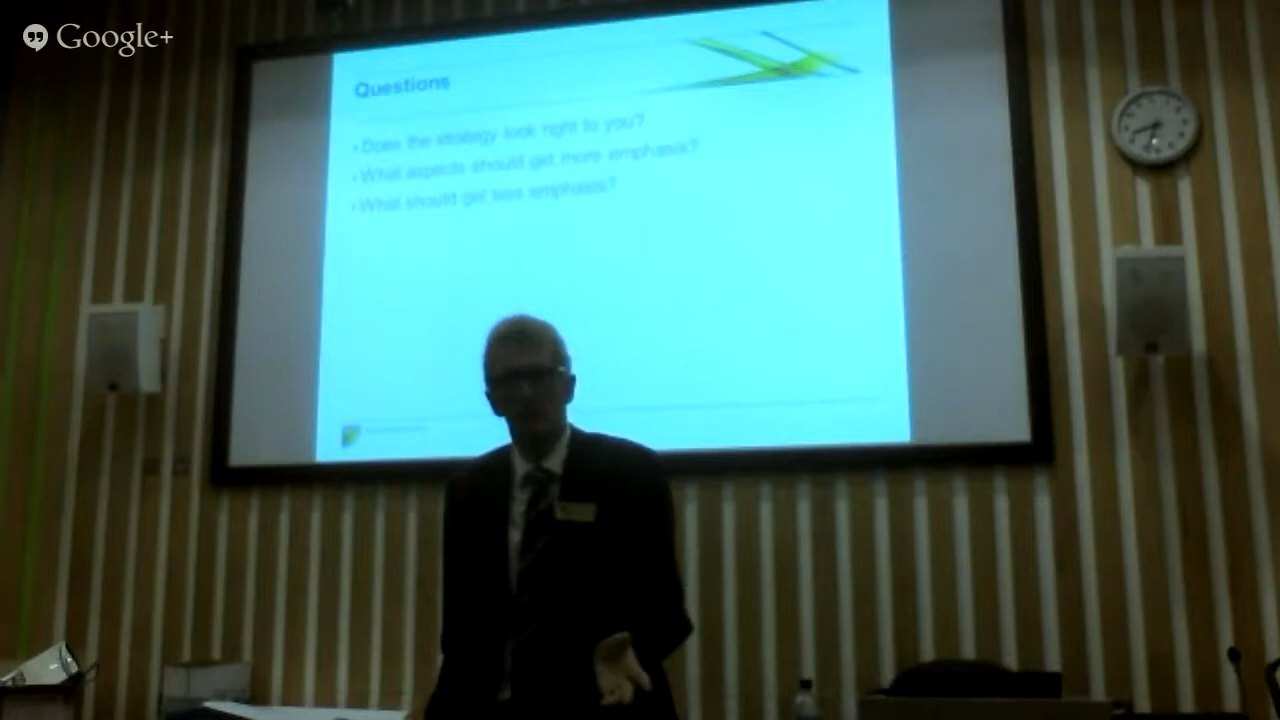 Google+
Questions
• Does the strategy look right to you?
• What aspects should get more emphasis?
• What should get less emphasis?